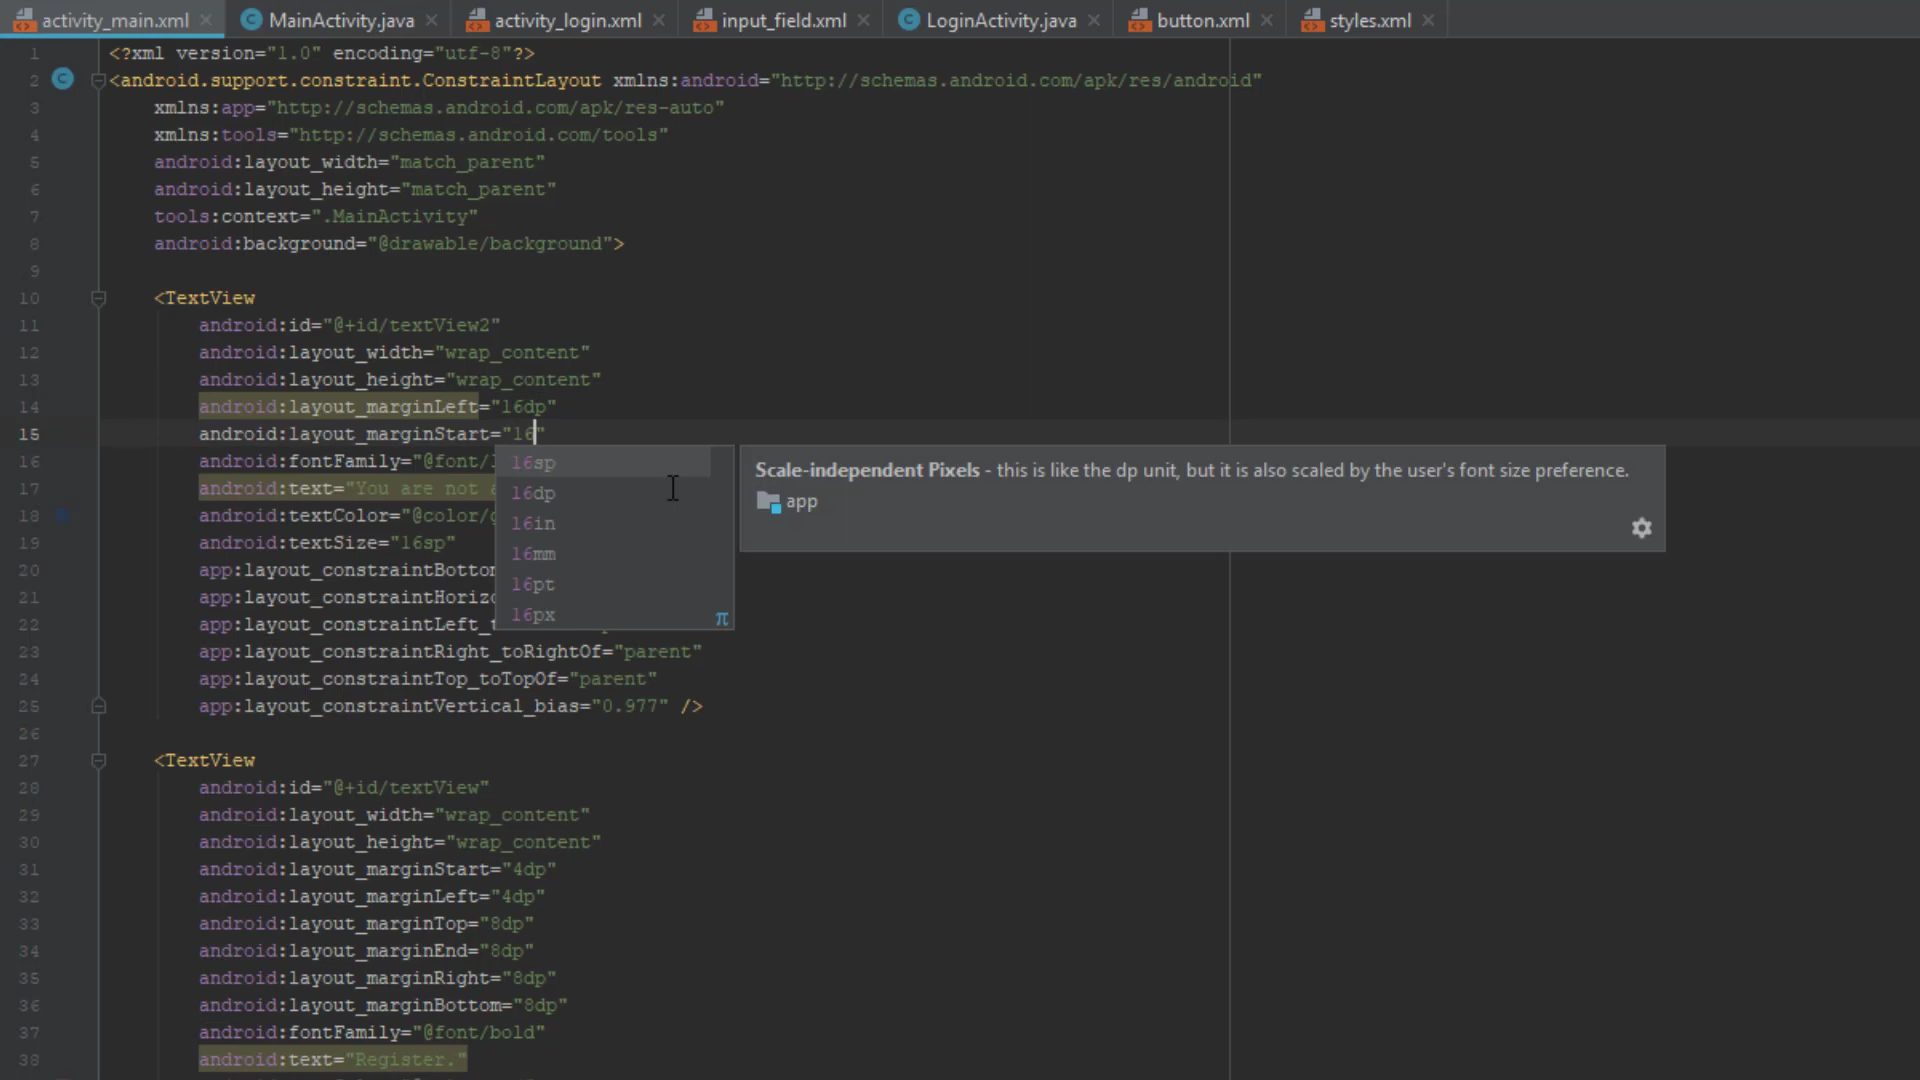 activity_main.xml MainActivity.java activity_login.xml input_field.xml LoginActivity.java button.xml styles.xml
1 <?xml version="1.0" encoding="utf-8"?>
2 <android.support.constraint.ConstraintLayout xmlns:android="http://schemas.android.com/apk/res/android"
3 xmlns:app="http://schemas.android.com/apk/res-auto"
4 xmlns:tools="http://schemas.android.com/tools"
5 android:layout_width="match_parent"
6 android:layout_height="match_parent"
7 tools:context=".MainActivity"
8 android:background="@drawable/background">
9
10 <TextView
11 android:id="@+id/textView2"
12 android:layout_width="wrap_content"
13 android:layout_height="wrap_content"
14 android:layout_marginLeft="16dp"
15 android:layout_marginStart="16"
16 android:fontFamily="@font/
17 android:text="You are not
18 android:textColor="@color/
19 android:textSize="16sp"
20 app:layout_constraintBottom
21 app:layout_constraintHorizo
22 app:layout_constraintLeft_
23 app:layout_constraintRight_toRightOf="parent"
24 app:layout_constraintTop_toTopOf="parent"
25 app:layout_constraintVertical_bias="0.977" />
26
27 <TextView
28 android:id="@+id/textView"
29 android:layout_width="wrap_content"
30 android:layout_height="wrap_content"
31 android:layout_marginStart="4dp"
32 android:layout_marginLeft="4dp"
33 android:layout_marginTop="8dp"
34 android:layout_marginEnd="8dp"
35 android:layout_marginRight="8dp"
36 android:layout_marginBottom="8dp"
37 android:fontFamily="@font/bold"
38 android:text="Register."
16sp
16dp
16in
16mm
16pt
16px
π
Scale-independent Pixels - this is like the dp unit, but it is also scaled by the user's font size preference.
app